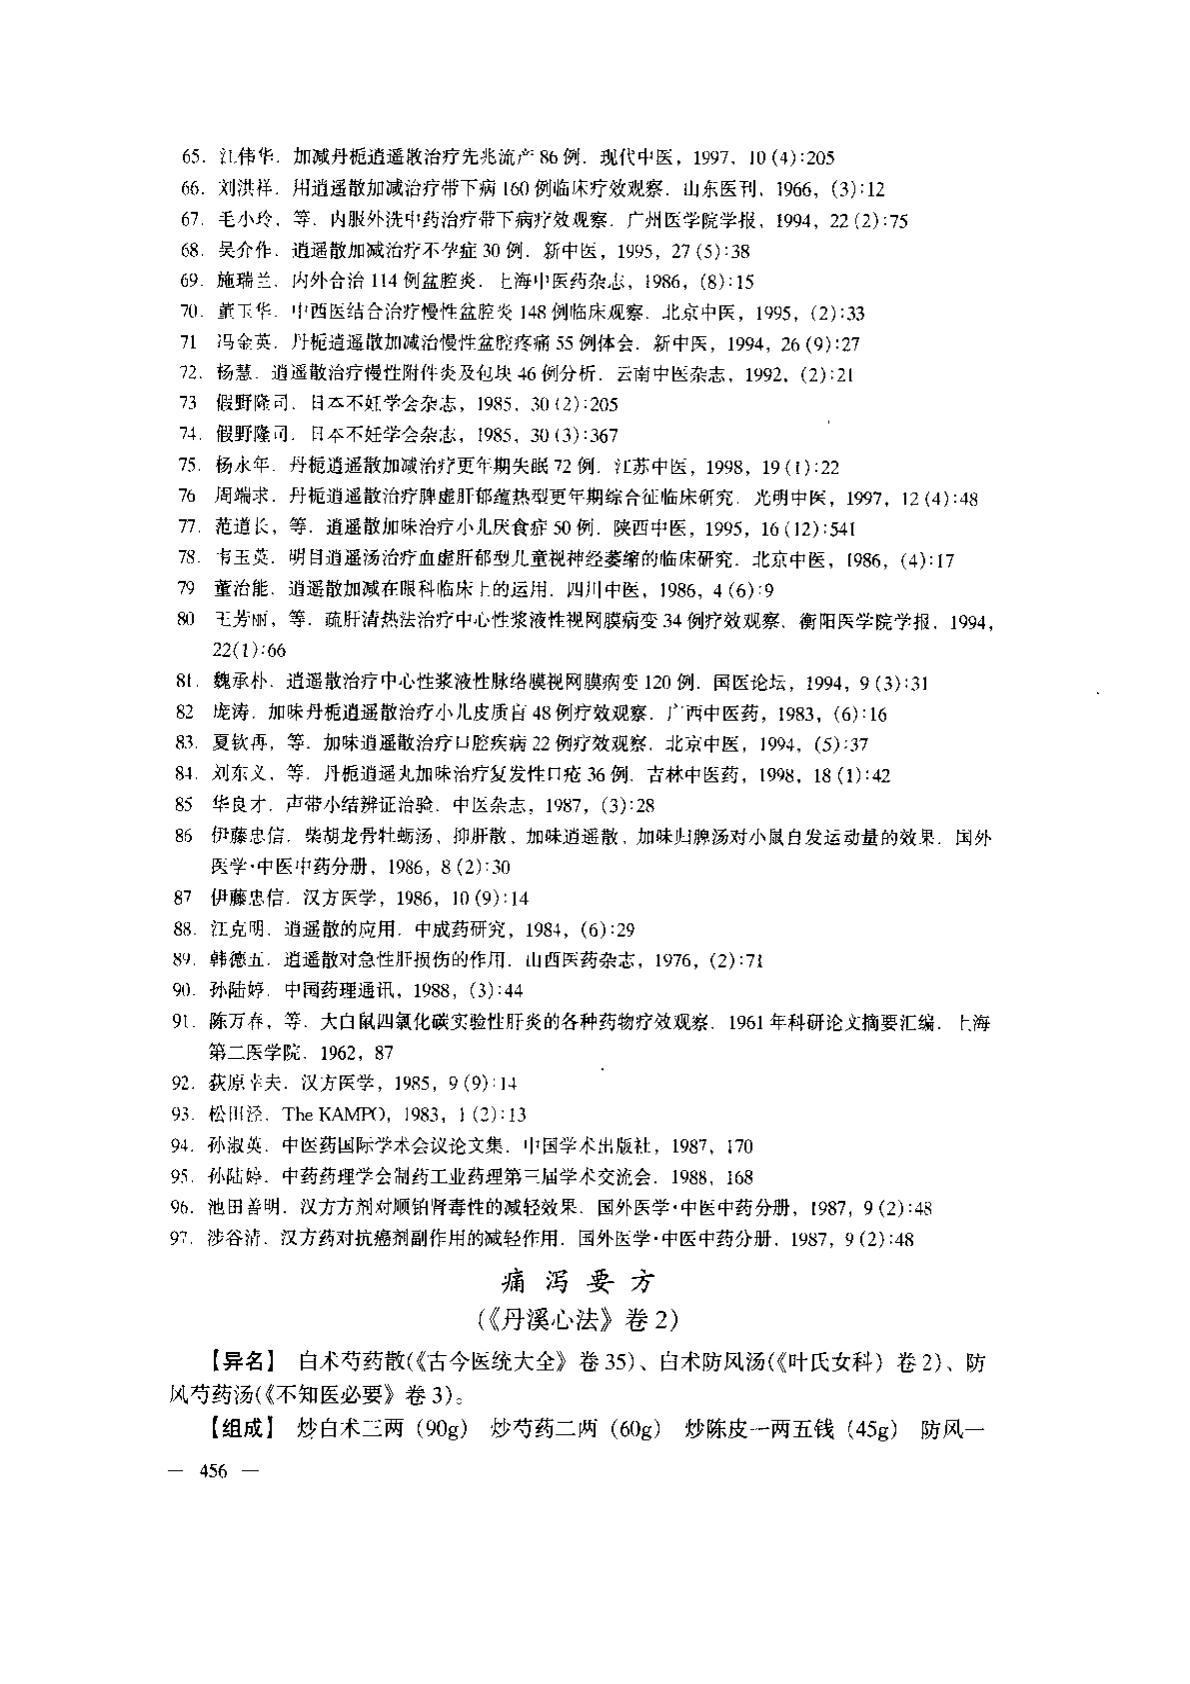 65. 江伟华. 加减丹栀逍遥散治疗先兆流产 86 例. 现代中医, 1997, 10 (4):205
66. 刘洪祥. 用逍遥散加减治疗带下病 160 例临床疗效观察. 山东医刊, 1966, (3):12
67. 毛小玲, 等. 内服外洗中药治疗带下病疗效观察. 广州医学院学报, 1994, 22 (2):75
68. 吴介作. 逍遥散加减治疗不孕症 30 例. 新中医, 1995, 27 (5):38
69. 施瑞兰. 内外合治 114 例盆腔炎. 上海中医药杂志, 1986, (8):15
70. 董玉华. 中西医结合治疗慢性盆腔炎 148 例临床观察. 北京中医, 1995, (2):33
71 冯金英. 丹栀逍遥散加减治慢性盆腔疼痛 55 例体会. 新中医, 1994, 26 (9):27
72. 杨慧. 逍遥散治疗慢性附件炎及包块 46 例分析. 云南中医杂志, 1992, (2):21
73 假野隆司. 日本不妊学会杂志, 1985, 30 (2):205
74. 假野隆司. 日本不妊学会杂志, 1985, 30 (3):367
75. 杨永年. 丹栀逍遥散加减治疗更年期失眠 72 例. 江苏中医, 1998, 19 (1):22
76 周端求. 丹栀逍遥散治疗脾虚肝郁蕴热型更年期综合征临床研究. 光明中医, 1997, 12 (4):48
77. 范道长, 等. 逍遥散加味治疗小儿厌食症 50 例. 陕西中医, 1995, 16 (12):541
78. 韦玉英. 明目逍遥汤治疗血虚肝郁型儿童视神经萎缩的临床研究. 北京中医, 1986, (4):17
79 董治能. 逍遥散加减在眼科临床上的运用. 四川中医, 1986, 4 (6):9
80 王芳丽, 等. 疏肝清热法治疗中心性浆液性视网膜病变 34 例疗效观察. 衡阳医学院学报, 1994,
22(1):66
81. 魏承朴. 逍遥散治疗中心性浆液性脉络膜视网膜病变 120 例. 国医论坛, 1994, 9 (3):31
82 庞涛. 加味丹栀逍遥散治疗小儿皮质盲 48 例疗效观察. 广西中医药, 1983, (6):16
83. 夏钦再, 等. 加味逍遥散治疗口腔疾病 22 例疗效观察. 北京中医, 1994, (5):37
84. 刘东义, 等. 丹栀逍遥丸加味治疗复发性口疮 36 例. 吉林中医药, 1998, 18 (1):42
85 华良才. 声带小结辨证治验. 中医杂志, 1987, (3):28
86 伊藤忠信. 柴胡龙骨牡蛎汤、抑肝散、加味逍遥散、加味归脾汤对小鼠自发运动量的效果. 国外
医学·中医中药分册, 1986, 8 (2):30
87 伊藤忠信. 汉方医学, 1986, 10 (9):14
88. 江克明. 逍遥散的应用. 中成药研究, 1984, (6):29
89. 韩德五. 逍遥散对急性肝损伤的作用. 山西医药杂志, 1976, (2):71
90. 孙陆婷. 中国药理通讯, 1988, (3):44
91. 陈万春, 等. 大白鼠四氯化碳实验性肝炎的各种药物疗效观察. 1961 年科研论文摘要汇编. 上海
第二医学院. 1962, 87
92. 荻原幸夫. 汉方医学, 1985, 9 (9):14
93. 松田泾. The KAMPO, 1983, 1 (2):13
94. 孙淑英. 中医药国际学术会议论文集. 中国学术出版社, 1987, 170
95. 孙陆婷. 中药药理学会制药工业药理第三届学术交流会. 1988, 168
96. 池田善明. 汉方方剂对顺铂肾毒性的减轻效果. 国外医学·中医中药分册, 1987, 9 (2):48
97. 涉谷清. 汉方药对抗癌剂副作用的减轻作用. 国外医学·中医中药分册, 1987, 9 (2):48
痛泻要方
(《丹溪心法》卷 2)
【异名】 白术芍药散(《古今医统大全》卷 35)、白术防风汤(《叶氏女科》卷 2)、防
风芍药汤(《不知医必要》卷 3)。
【组成】 炒白术三两 (90g) 炒芍药二两 (60g) 炒陈皮一两五钱 (45g) 防风一
— 456 —